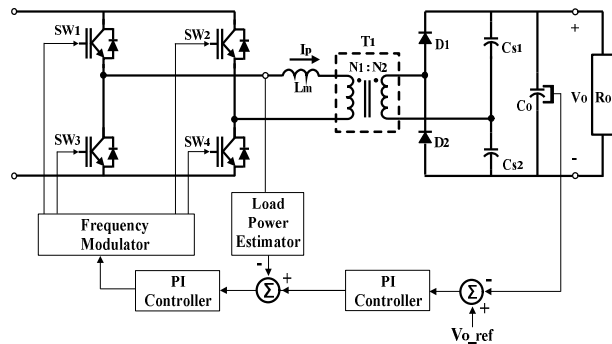 SW1
SW2
SW3
SW4
Ip
Lm
T1
N1 : N2
D1
D2
Cs1
Cs2
Co
+
Vo
-
Ro
Frequency
Modulator
Load
Power
Estimator
PI
Controller
-
+
Σ
PI
Controller
-
+
Σ
Vo_ref